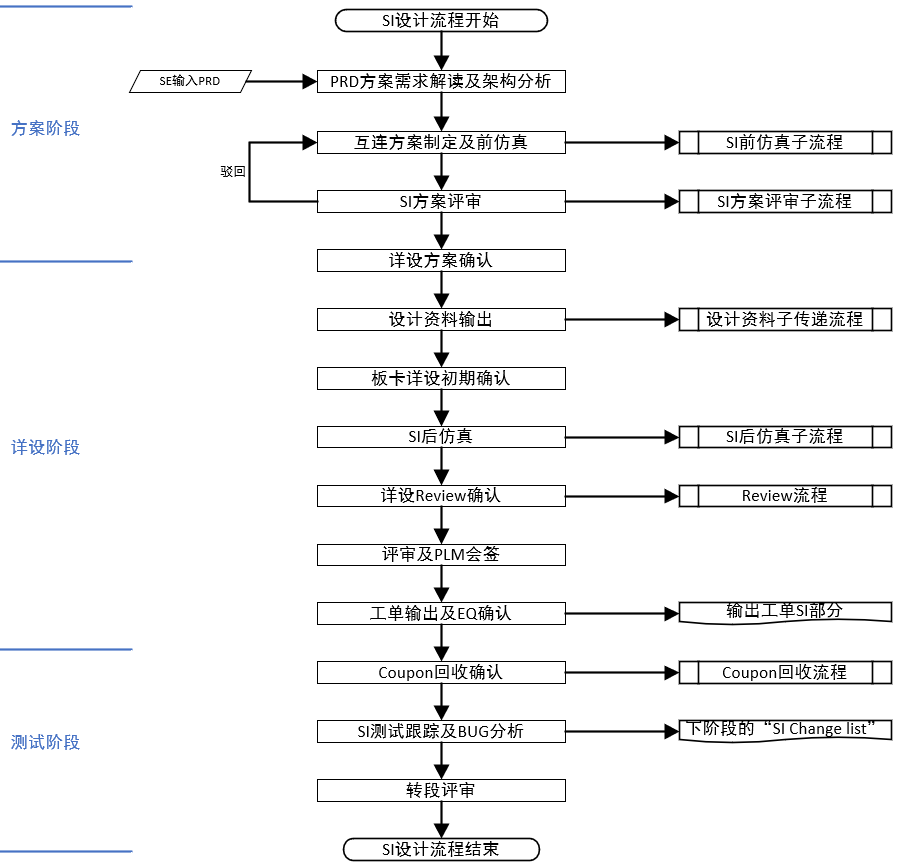 SI设计流程开始
SE输入PRD
PRD方案需求解读及架构分析
方案阶段
互连方案制定及前仿真
SI前仿真子流程
驳回
SI方案评审
SI方案评审子流程
详设方案确认
设计资料输出
设计资料子传递流程
板卡详设初期确认
详设阶段
SI后仿真
SI后仿真子流程
详设Review确认
Review流程
评审及PLM会签
工单输出及EQ确认
输出工单SI部分
Coupon回收确认
Coupon回收流程
测试阶段
SI测试跟踪及BUG分析
下阶段的“SI Change list”
转段评审
SI设计流程结束